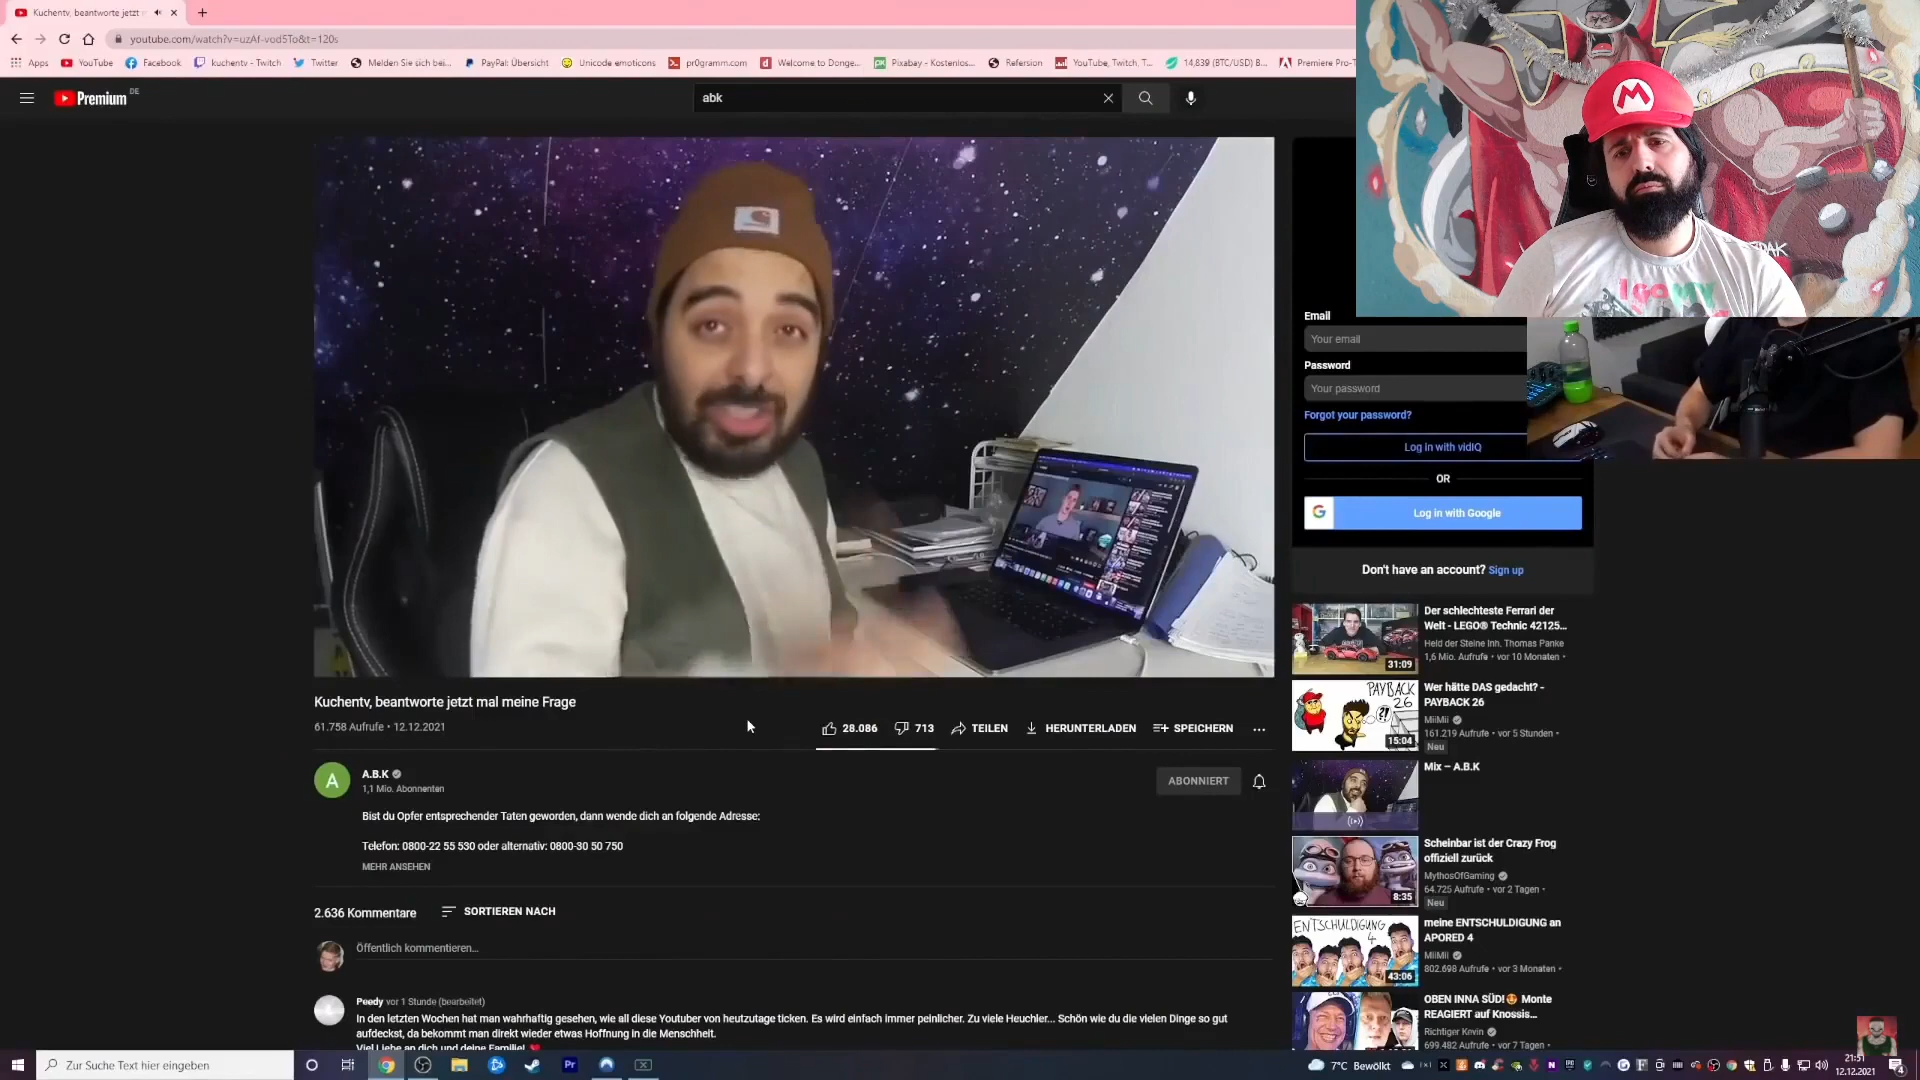 Kuchentv, beantworte jetzt
youtube.com/watch?v=uzAf-vod5To&t=120s
Apps
YouTube
Facebook
kuchentv - Twitch
Twitter
Melden Sie sich bei...
PayPal: Übersicht
Unicode emoticons
pr0gramm.com
Welcome to Donge...
Pixabay - Kostenlos...
Refersion
YouTube, Twitch, T...
14,839 (BTC/USD) B...
Premiere Pro-T
Premium DE
abk
M
Email
Your email
Password
Your password
Forgot your password?
Log in with vidIQ
OR
Log in with Google
Don't have an account? Sign up
Kuchentv, beantworte jetzt mal meine Frage
61.758 Aufrufe • 12.12.2021
28.086
713
TEILEN
HERUNTERLADEN
SPEICHERN
A
A.B.K
1,1 Mio. Abonnenten
ABONNIERT
Bist du Opfer entsprechender Taten geworden, dann wende dich an folgende Adresse:
Telefon: 0800-22 55 530 oder alternativ: 0800-30 50 750
MEHR ANSEHEN
2.636 Kommentare
SORTIEREN NACH
Öffentlich kommentieren...
Peedy vor 1 Stunde (bearbeitet)
In den letzten Wochen hat man wahrhaftig gesehen, wie all diese Youtuber von heutzutage ticken. Es wird einfach immer peinlicher. Zu viele Heuchler... Schön wie du die vielen Dinge so gut
aufdeckst, da bekommt man direkt wieder etwas Hoffnung in die Menschheit.
Viel Liebe an dich und deine Familie! ❤
31:09
Der schlechteste Ferrari der
Welt - LEGO® Technic 42125...
Held der Steine Inh. Thomas Panke
1,6 Mio. Aufrufe • vor 10 Monaten •
PAYBACK
26
15:04
Wer hätte DAS gedacht? -
PAYBACK 26
MiiMii
161.219 Aufrufe • vor 5 Stunden •
Neu
Mix – A.B.K
8:35
Scheinbar ist der Crazy Frog
offiziell zurück
MythosOfGaming
64.725 Aufrufe • vor 2 Tagen •
Neu
ENTSCHULDIGUNG
4
43:06
meine ENTSCHULDIGUNG an
APORED 4
MiiMii
802.698 Aufrufe • vor 3 Monaten •
OBEN INNA SÜD!🤩 Monte
REAGIERT auf Knossis...
Richtiger Kevin
699.482 Aufrufe • vor 7 Tagen •
Zur Suche Text hier eingeben
Pr
7°C Bewölkt
21:51
12.12.2021